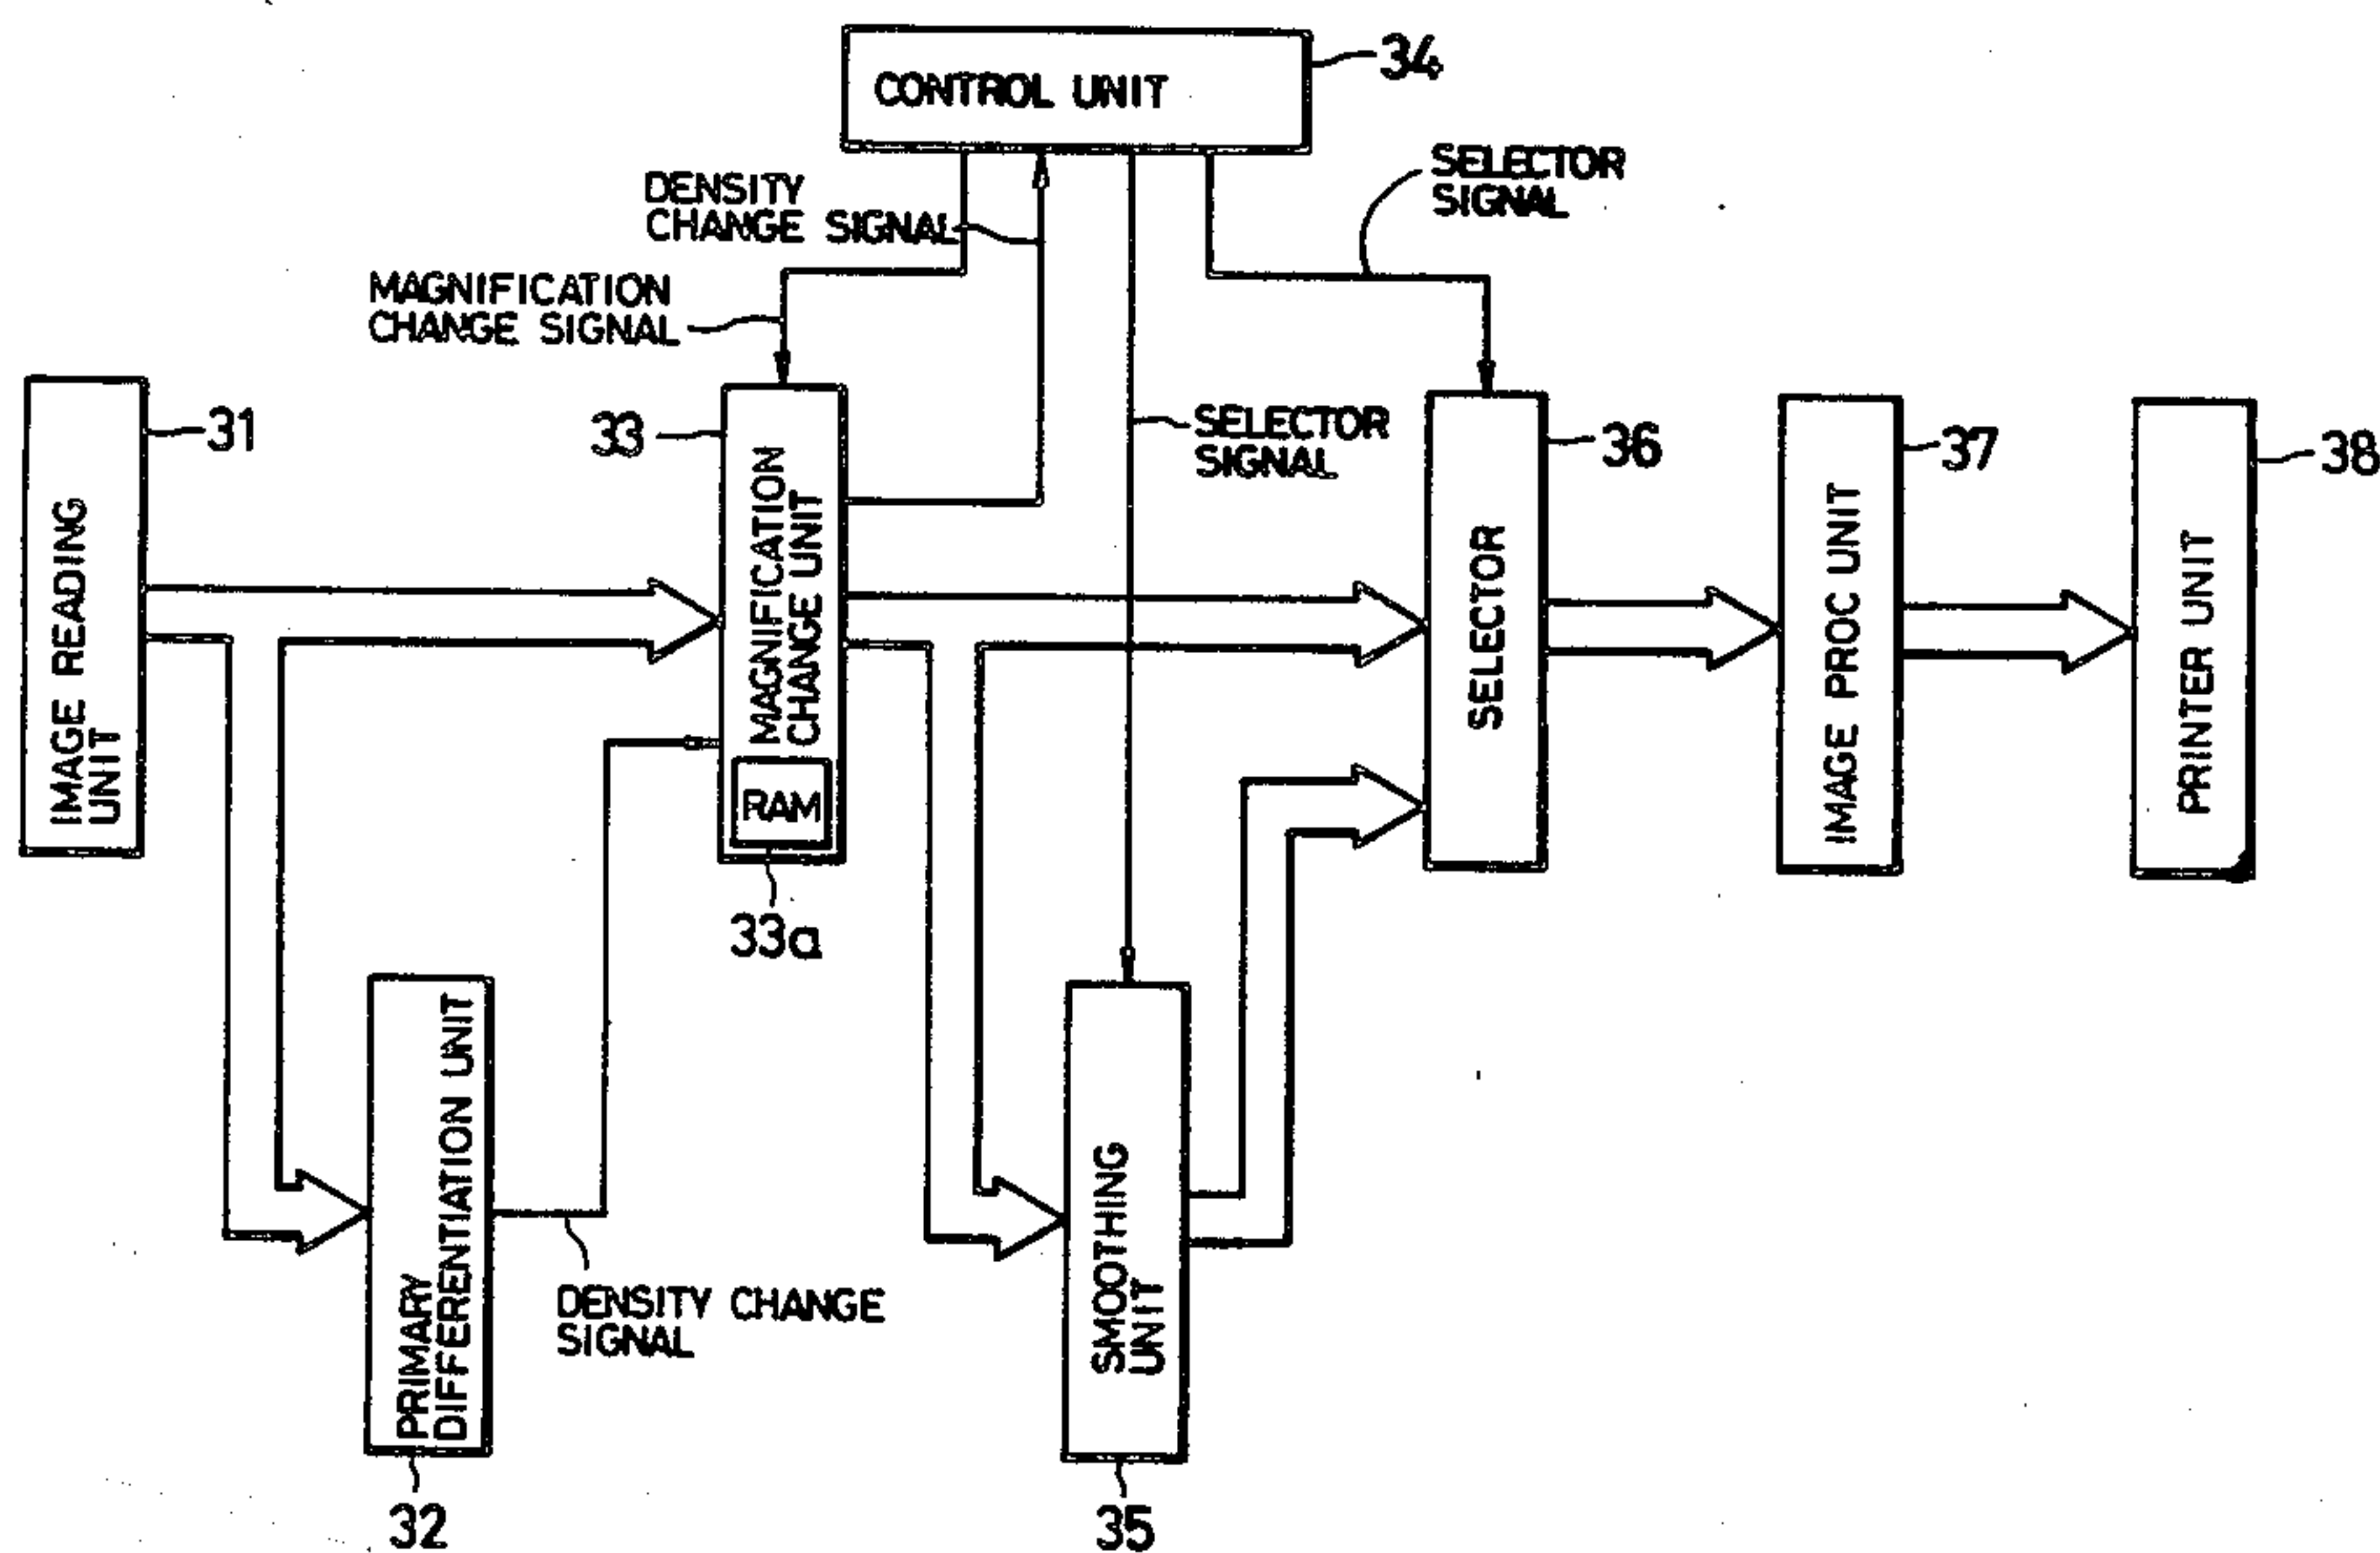 CONTROL UNIT
34
DENSITY
CHANGE SIGNAL
SELECTOR
SIGNAL
MAGNIFICATION
CHANGE SIGNAL
31
33
SELECTOR
SIGNAL
36
37
38
IMAGE READING
UNIT
MAGNIFICATION
CHANGE UNIT
RAM
33a
SELECTOR
IMAGE PROC UNIT
PRINTER UNIT
PRIMARY
DIFFERENTIATION UNIT
DENSITY CHANGE
SIGNAL
SMOOTHING
UNIT
32
35